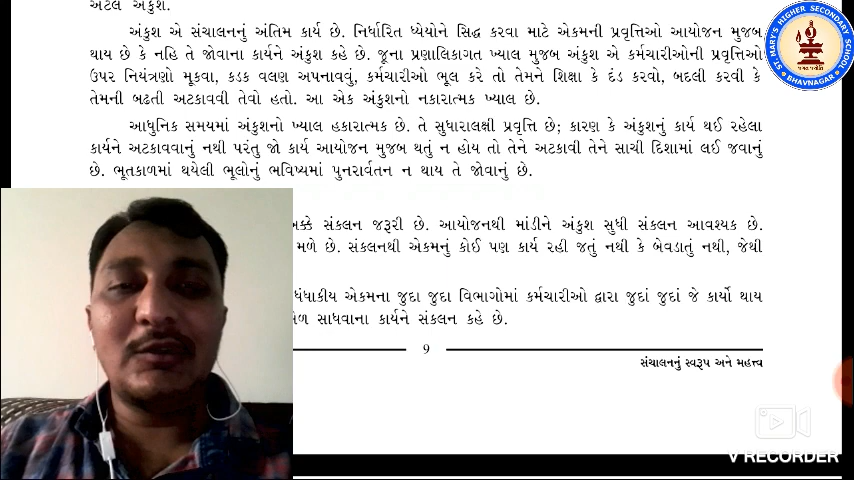 એટલે અંકુશ.
અંકુશ એ સંચાલનનું અંતિમ કાર્ય છે. નિર્ધારિત ધ્યેયોને સિદ્ધ કરવા માટે એકમની પ્રવૃત્તિઓ આયોજન મુજબ
થાય છે કે નહિ તે જોવાના કાર્યને અંકુશ કહે છે. જૂના પ્રણાલિકાગત ખ્યાલ મુજબ અંકુશ એ કર્મચારીઓની પ્રવૃત્તિઓ
ઉપર નિયંત્રણો મૂકવા, કડક વલણ અપનાવવું, કર્મચારીઓ ભૂલ કરે તો તેમને શિક્ષા કે દંડ કરવો, બદલી કરવી કે
તેમની બઢતી અટકાવવી તેવો હતો. આ એક અંકુશનો નકારાત્મક ખ્યાલ છે.
આધુનિક સમયમાં અંકુશનો ખ્યાલ હકારાત્મક છે. તે સુધારાલક્ષી પ્રવૃત્તિ છે; કારણ કે અંકુશનું કાર્ય થઈ રહેલા
કાર્યને અટકાવવાનું નથી પરંતુ જો કાર્ય આયોજન મુજબ થતું ન હોય તો તેને અટકાવી તેને સાચી દિશામાં લઈ જવાનું
છે. ભૂતકાળમાં થયેલી ભૂલોનું ભવિષ્યમાં પુનરાર્વતન ન થાય તે જોવાનું છે.
સંકલન જરૂરી છે. આયોજનથી માંડીને અંકુશ સુધી સંકલન આવશ્યક છે.
મળે છે. સંકલનથી એકમનું કોઈ પણ કાર્ય રહી જતું નથી કે બેવડાતું નથી, જેથી
ધંધાકીય એકમના જુદા જુદા વિભાગોમાં કર્મચારીઓ દ્વારા જુદાં જુદાં જે કાર્યો થાય
સાધવાના કાર્યને સંકલન કહે છે.
9
સંચાલનનું સ્વરૂપ અને મહત્ત્વ
ST. MARY'S HIGHER SECONDARY SCHOOL
BHAVNAGAR
V RECORDER